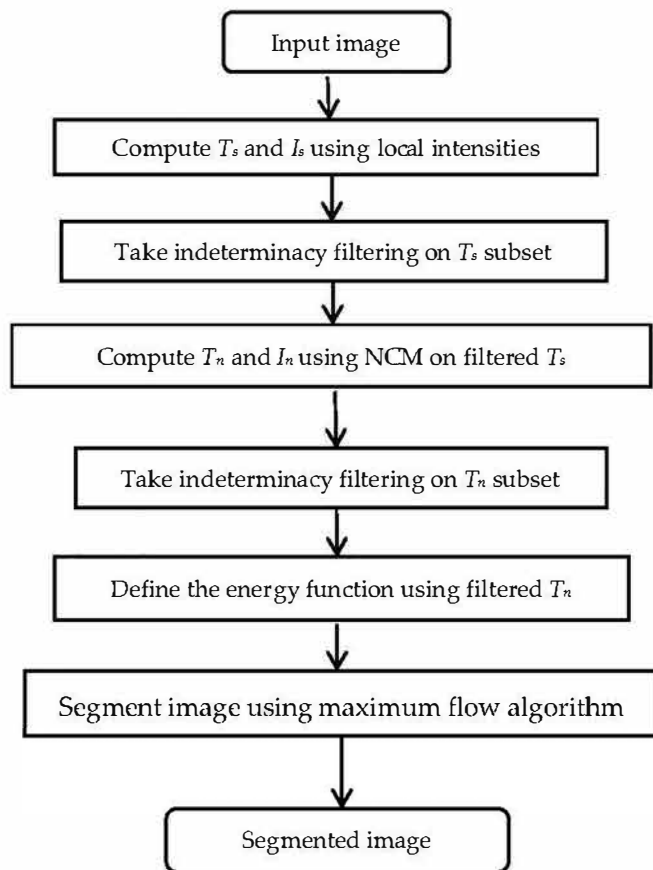 Input image
Compute Ts and Is using local intensities
Take indeterminacy filtering on Ts subset
Compute Tn and In using NCM on filtered Ts
Take indeterminacy filtering on Tn subset
Define the energy function using filtered Tn
Segment image using maximum flow algorithm
Segmented image